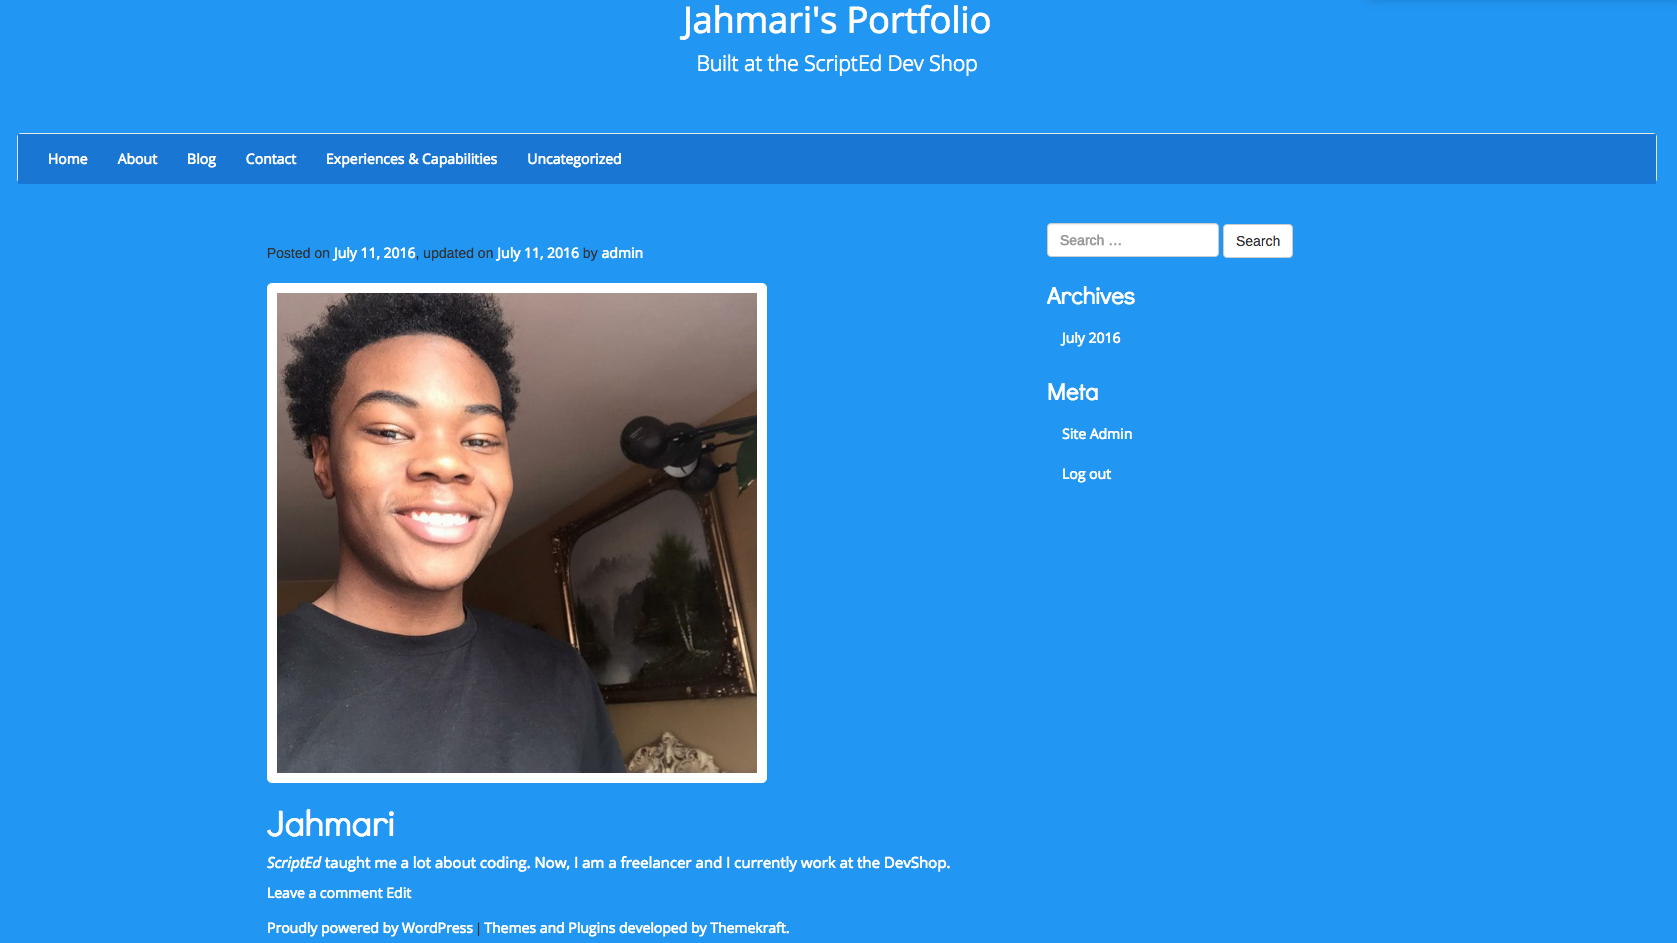 Jahmari's Portfolio
Built at the ScriptEd Dev Shop
Home About Blog Contact Experiences & Capabilities Uncategorized
Posted on July 11, 2016, updated on July 11, 2016 by admin
Search ... Search
Archives
July 2016
Meta
Site Admin
Log out
Jahmari
ScriptEd taught me a lot about coding. Now, I am a freelancer and I currently work at the DevShop.
Leave a comment Edit
Proudly powered by WordPress | Themes and Plugins developed by Themekraft.